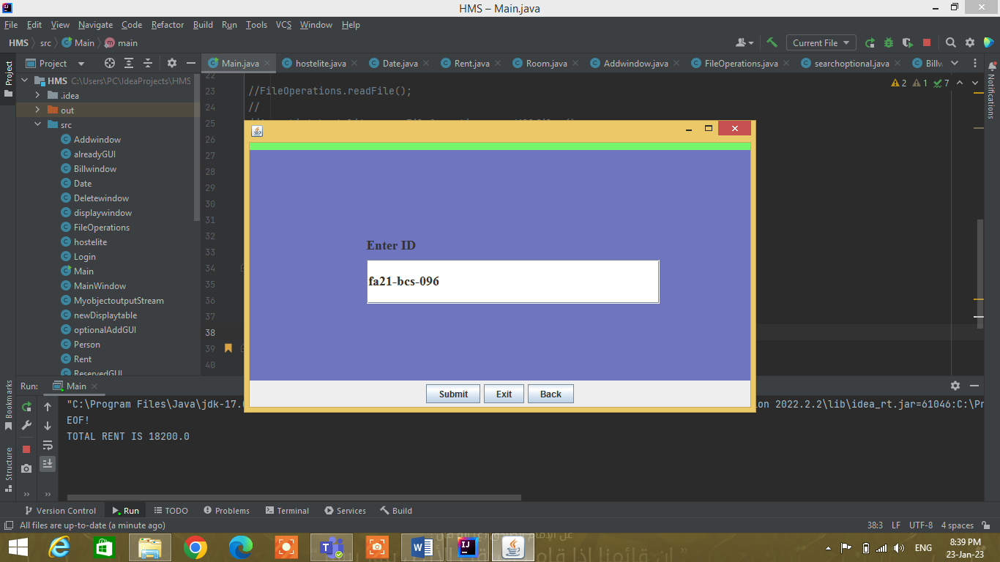 HMS – Main.java
File Edit View Navigate Code Refactor Build Run Tools VCS Window Help
HMS src Main main
Current File
Project
Main.java hostelite.java Date.java Rent.java Room.java Addwindow.java FileOperations.java searchoptional.java
2 1 7
HMS C:\Users\PC\IdeaProjects\HMS
.idea
out
src
Addwindow
alreadyGUI
Billwindow
Date
Deletewindow
displaywindow
FileOperations
hostelite
Login
Main
MainWindow
MyobjectoutputStream
newDisplaytable
optionalAddGUI
Person
Rent
ReservedGUI
22
23 //FileOperations.readFile();
24 //
25
26
27
28
29
30
31
32
33
34
35
36
37
38
39
40
Enter ID
fa21-bcs-096
Submit Exit Back
Project
Bookmarks
Structure
Notifications
Run: Main
"C:\Program Files\Java\jdk-17. on 2022.2.2\lib\idea_rt.jar=61046:C:\Pr
EOF!
TOTAL RENT IS 18200.0
Version Control Run TODO Problems Terminal Services Build
All files are up-to-date (a minute ago)
38:3 LF UTF-8 4 spaces
ENG
8:39 PM
23-Jan-23